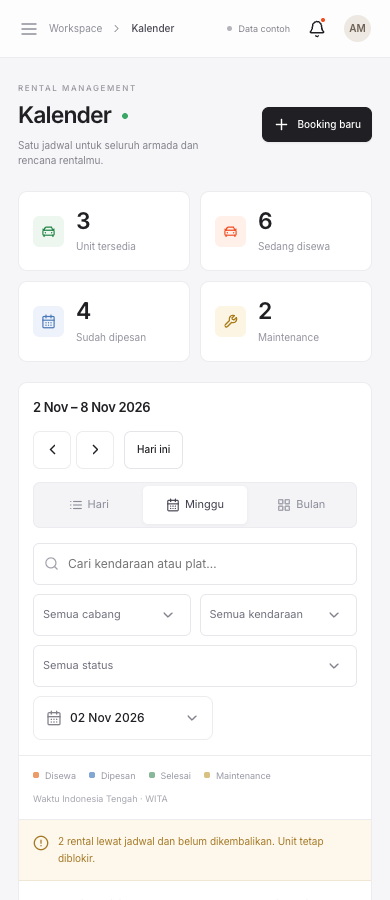 Workspace
Kalender
Data contoh
AM
RENTAL MANAGEMENT
Kalender
Satu jadwal untuk seluruh armada dan
rencana rentalmu.
Booking baru
3
Unit tersedia
6
Sedang disewa
4
Sudah dipesan
2
Maintenance
2 Nov – 8 Nov 2026
Hari ini
Hari
Minggu
Bulan
Cari kendaraan atau plat...
Semua cabang
Semua kendaraan
Semua status
02 Nov 2026
Disewa
Dipesan
Selesai
Maintenance
Waktu Indonesia Tengah · WITA
2 rental lewat jadwal dan belum dikembalikan. Unit tetap
diblokir.